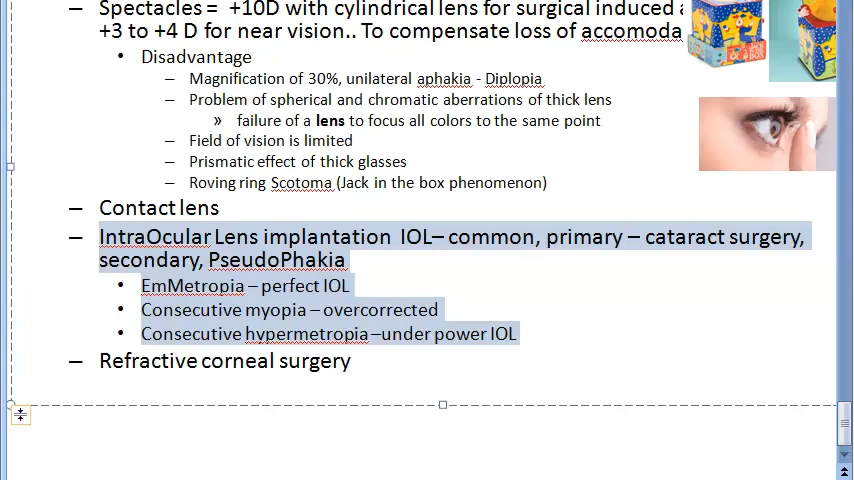 – Spectacles = +10D with cylindrical lens for surgical induced
+3 to +4 D for near vision.. To compensate loss of accomoda
• Disadvantage
– Magnification of 30%, unilateral aphakia - Diplopia
– Problem of spherical and chromatic aberrations of thick lens
» failure of a lens to focus all colors to the same point
– Field of vision is limited
– Prismatic effect of thick glasses
– Roving ring Scotoma (Jack in the box phenomenon)
– Contact lens
– IntraOcular Lens implantation IOL– common, primary – cataract surgery,
secondary, PseudoPhakia
• EmMetropia – perfect IOL
• Consecutive myopia – overcorrected
• Consecutive hypermetropia –under power IOL
– Refractive corneal surgery